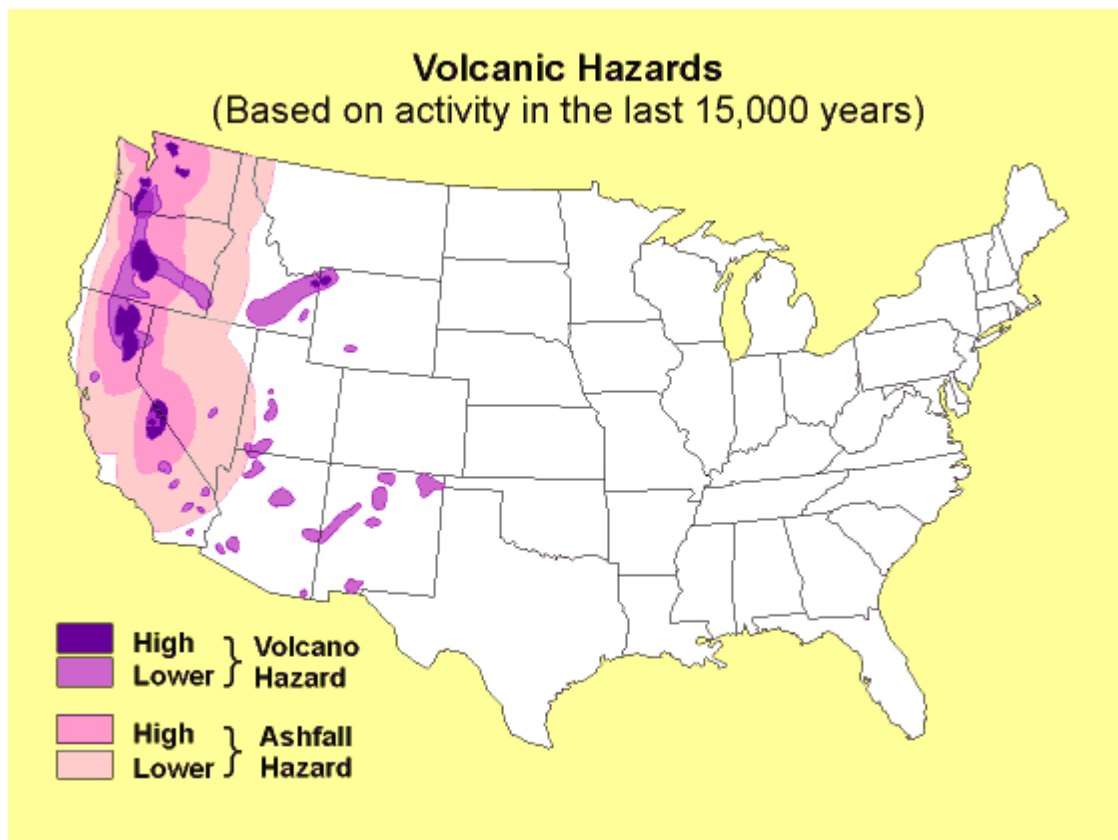 Volcanic Hazards
(Based on activity in the last 15,000 years)
High
Lower
Volcano
Hazard
High
Lower
Ashfall
Hazard